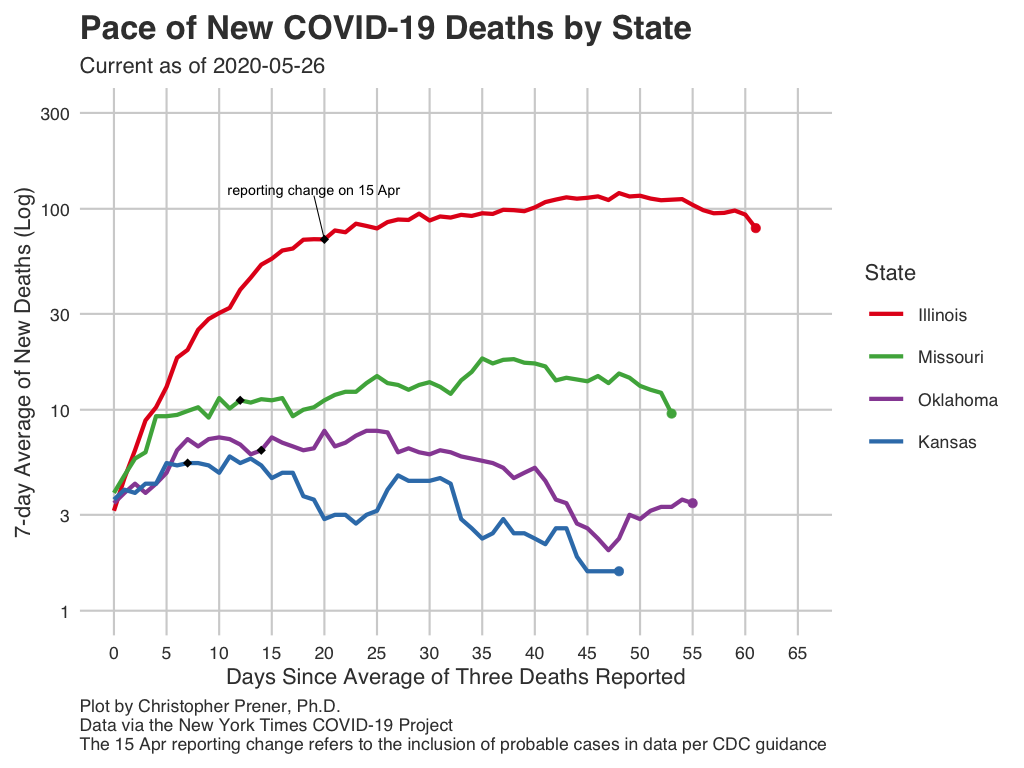 Pace of New COVID-19 Deaths by State
Current as of 2020-05-26
7-day Average of New Deaths (Log)
300
100
30
10
3
1
reporting change on 15 Apr
State
Illinois
Missouri
Oklahoma
Kansas
0 5 10 15 20 25 30 35 40 45 50 55 60 65
Days Since Average of Three Deaths Reported
Plot by Christopher Prener, Ph.D.
Data via the New York Times COVID-19 Project
The 15 Apr reporting change refers to the inclusion of probable cases in data per CDC guidance